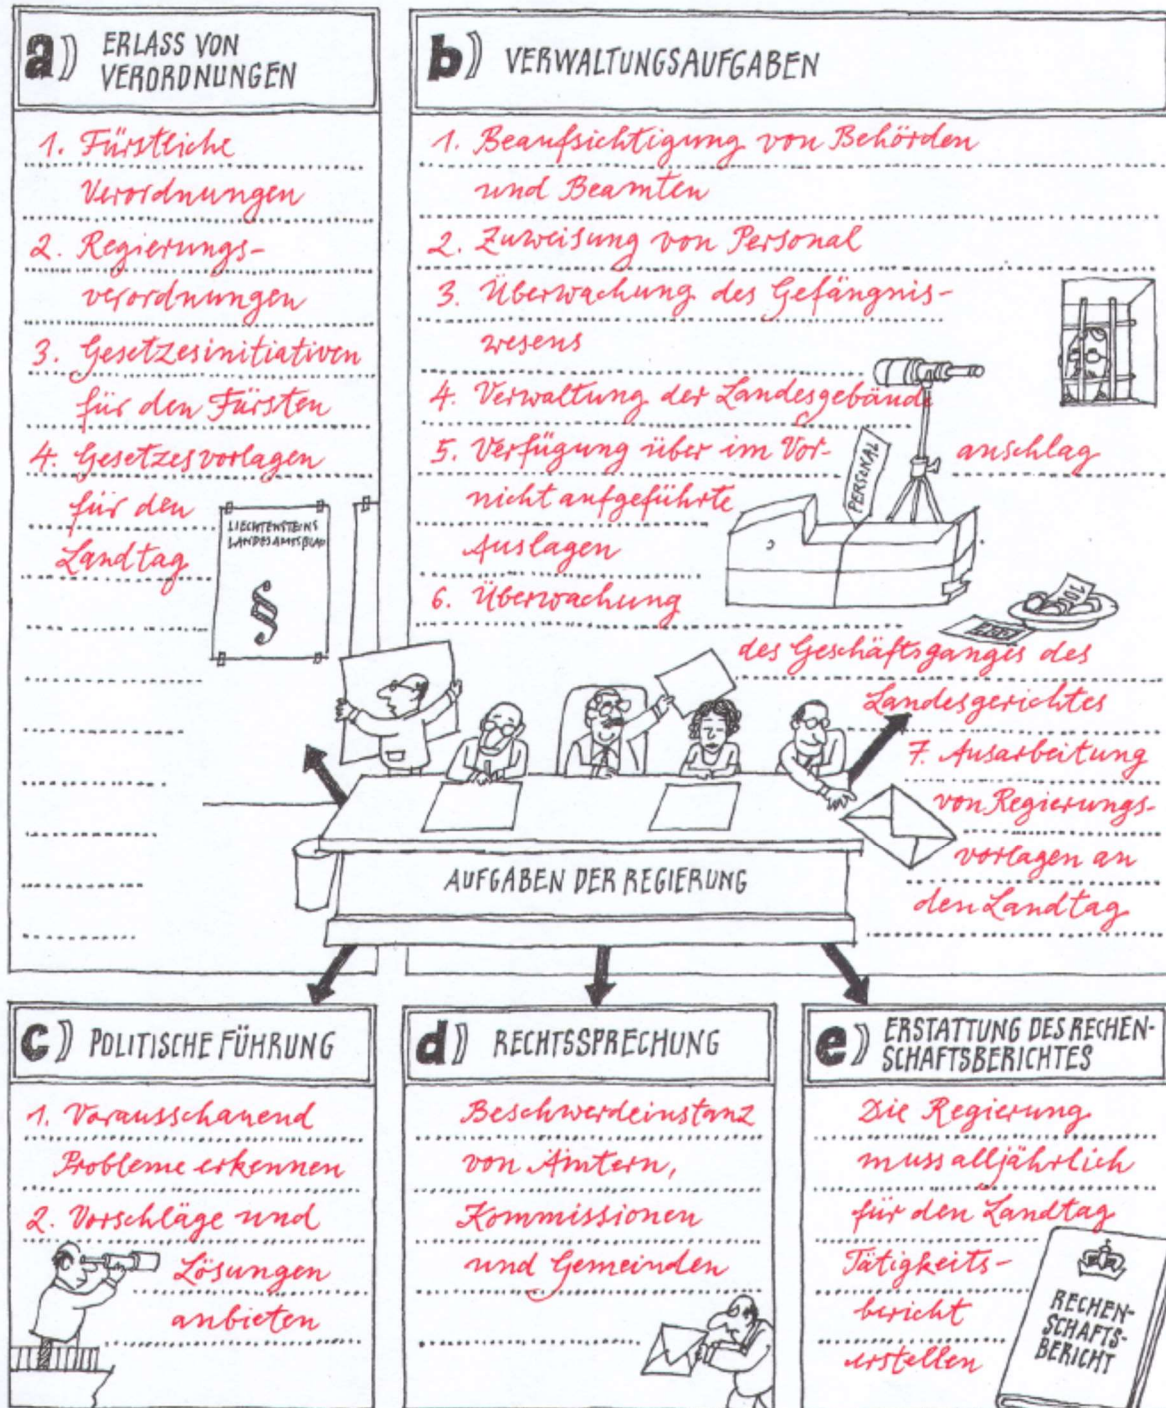 a) ERLASS VON
VERORDNUNGEN
1. Fürstliche
Verordnungen
2. Regierungs-
verordnungen
3. Gesetzesinitiativen
für den Fürsten
4. Gesetzesvorlagen
für den
Landtag
LIECHTENSTEINS
LANDESAMTSBLATT
§
b) VERWALTUNGSAUFGABEN
1. Beaufsichtigung von Behörden
und Beamten
2. Zuweisung von Personal
3. Überwachung des Gefängnis-
wesens
4. Verwaltung der Landesgebäude
5. Verfügung über im Vor- anschlag
nicht aufgeführte
Auslagen
6. Überwachung
des Geschäftsganges des
Landesgerichtes
7. Ausarbeitung
von Regierungs-
vorlagen an
den Landtag
PERSONAL
100
AUFGABEN DER REGIERUNG
c) POLITISCHE FÜHRUNG
1. Vorausschauend
Probleme erkennen
2. Vorschläge und
Lösungen
anbieten
d) RECHTSSPRECHUNG
Beschwerdeinstanz
von Ämtern,
Kommissionen
und Gemeinden
e) ERSTATTUNG DES RECHEN-
SCHAFTSBERICHTES
Die Regierung
muss alljährlich
für den Landtag
Tätigkeits-
bericht
erstellen
RECHEN-
SCHAFTS-
BERICHT